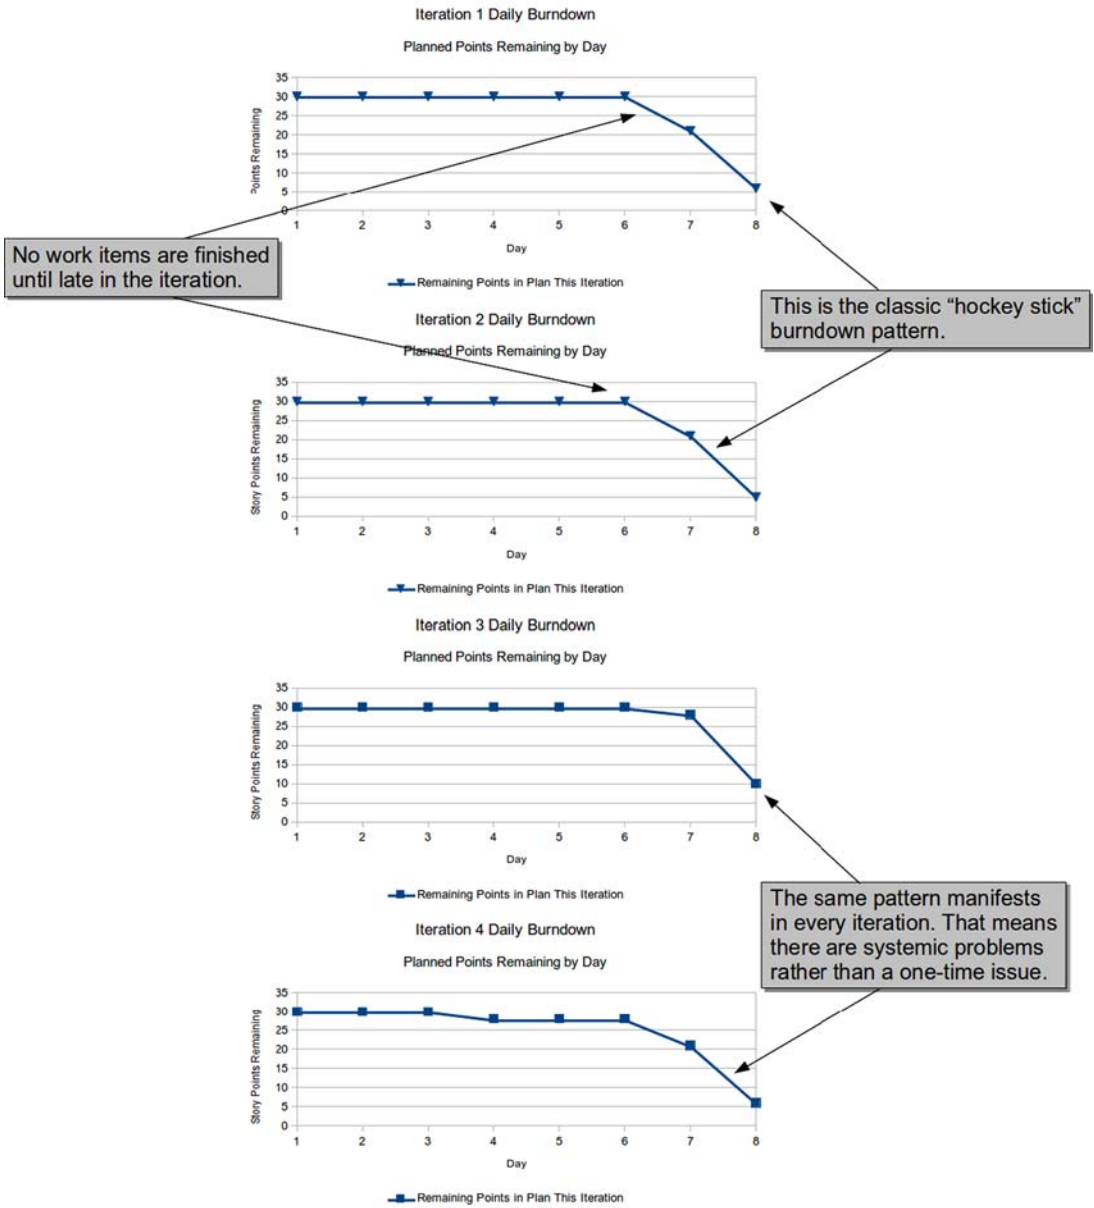 Iteration 1 Daily Burndown
Planned Points Remaining by Day
35
30
25
20
15
10
5
0
Points Remaining
1 2 3 4 5 6 7 8
Day
Remaining Points in Plan This Iteration
No work items are finished
until late in the iteration.
This is the classic “hockey stick”
burndown pattern.
Iteration 2 Daily Burndown
Planned Points Remaining by Day
35
30
25
20
15
10
5
0
Story Points Remaining
1 2 3 4 5 6 7 8
Day
Remaining Points in Plan This Iteration
Iteration 3 Daily Burndown
Planned Points Remaining by Day
35
30
25
20
15
10
5
0
Story Points Remaining
1 2 3 4 5 6 7 8
Day
Remaining Points in Plan This Iteration
The same pattern manifests
in every iteration. That means
there are systemic problems
rather than a one-time issue.
Iteration 4 Daily Burndown
Planned Points Remaining by Day
35
30
25
20
15
10
5
0
Story Points Remaining
1 2 3 4 5 6 7 8
Day
Remaining Points in Plan This Iteration